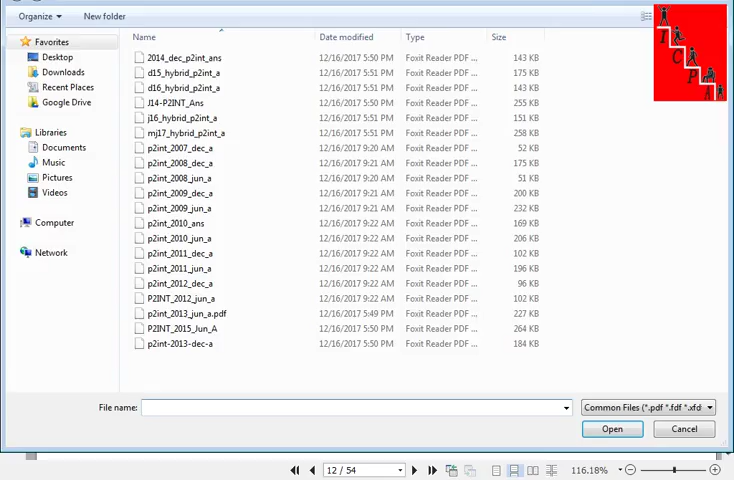 Organize New folder
Name Date modified Type Size
Favorites
Desktop
Downloads
Recent Places
Google Drive
Libraries
Documents
Music
Pictures
Videos
Computer
Network
2014_dec_p2int_ans 12/16/2017 5:50 PM Foxit Reader PDF ... 143 KB
d15_hybrid_p2int_a 12/16/2017 5:51 PM Foxit Reader PDF ... 175 KB
d16_hybrid_p2int_a 12/16/2017 5:51 PM Foxit Reader PDF ... 143 KB
J14-P2INT_Ans 12/16/2017 5:50 PM Foxit Reader PDF ... 255 KB
j16_hybrid_p2int_a 12/16/2017 5:51 PM Foxit Reader PDF ... 151 KB
mj17_hybrid_p2int_a 12/16/2017 5:51 PM Foxit Reader PDF ... 258 KB
p2int_2007_dec_a 12/16/2017 9:20 AM Foxit Reader PDF ... 52 KB
p2int_2008_dec_a 12/16/2017 9:21 AM Foxit Reader PDF ... 175 KB
p2int_2008_jun_a 12/16/2017 9:20 AM Foxit Reader PDF ... 51 KB
p2int_2009_dec_a 12/16/2017 9:21 AM Foxit Reader PDF ... 200 KB
p2int_2009_jun_a 12/16/2017 9:21 AM Foxit Reader PDF ... 232 KB
p2int_2010_ans 12/16/2017 9:22 AM Foxit Reader PDF ... 169 KB
p2int_2010_jun_a 12/16/2017 9:22 AM Foxit Reader PDF ... 206 KB
p2int_2011_dec_a 12/16/2017 9:22 AM Foxit Reader PDF ... 102 KB
p2int_2011_jun_a 12/16/2017 9:22 AM Foxit Reader PDF ... 196 KB
p2int_2012_dec_a 12/16/2017 9:22 AM Foxit Reader PDF ... 96 KB
P2INT_2012_jun_a 12/16/2017 9:22 AM Foxit Reader PDF ... 102 KB
p2int_2013_jun_a.pdf 12/16/2017 5:49 PM Foxit Reader PDF ... 227 KB
P2INT_2015_Jun_A 12/16/2017 5:50 PM Foxit Reader PDF ... 264 KB
p2int-2013-dec-a 12/16/2017 5:50 PM Foxit Reader PDF ... 184 KB
I
C
P
A
File name: Common Files (*.pdf *.fdf *.xfd
Open Cancel
12 / 54 116.18%